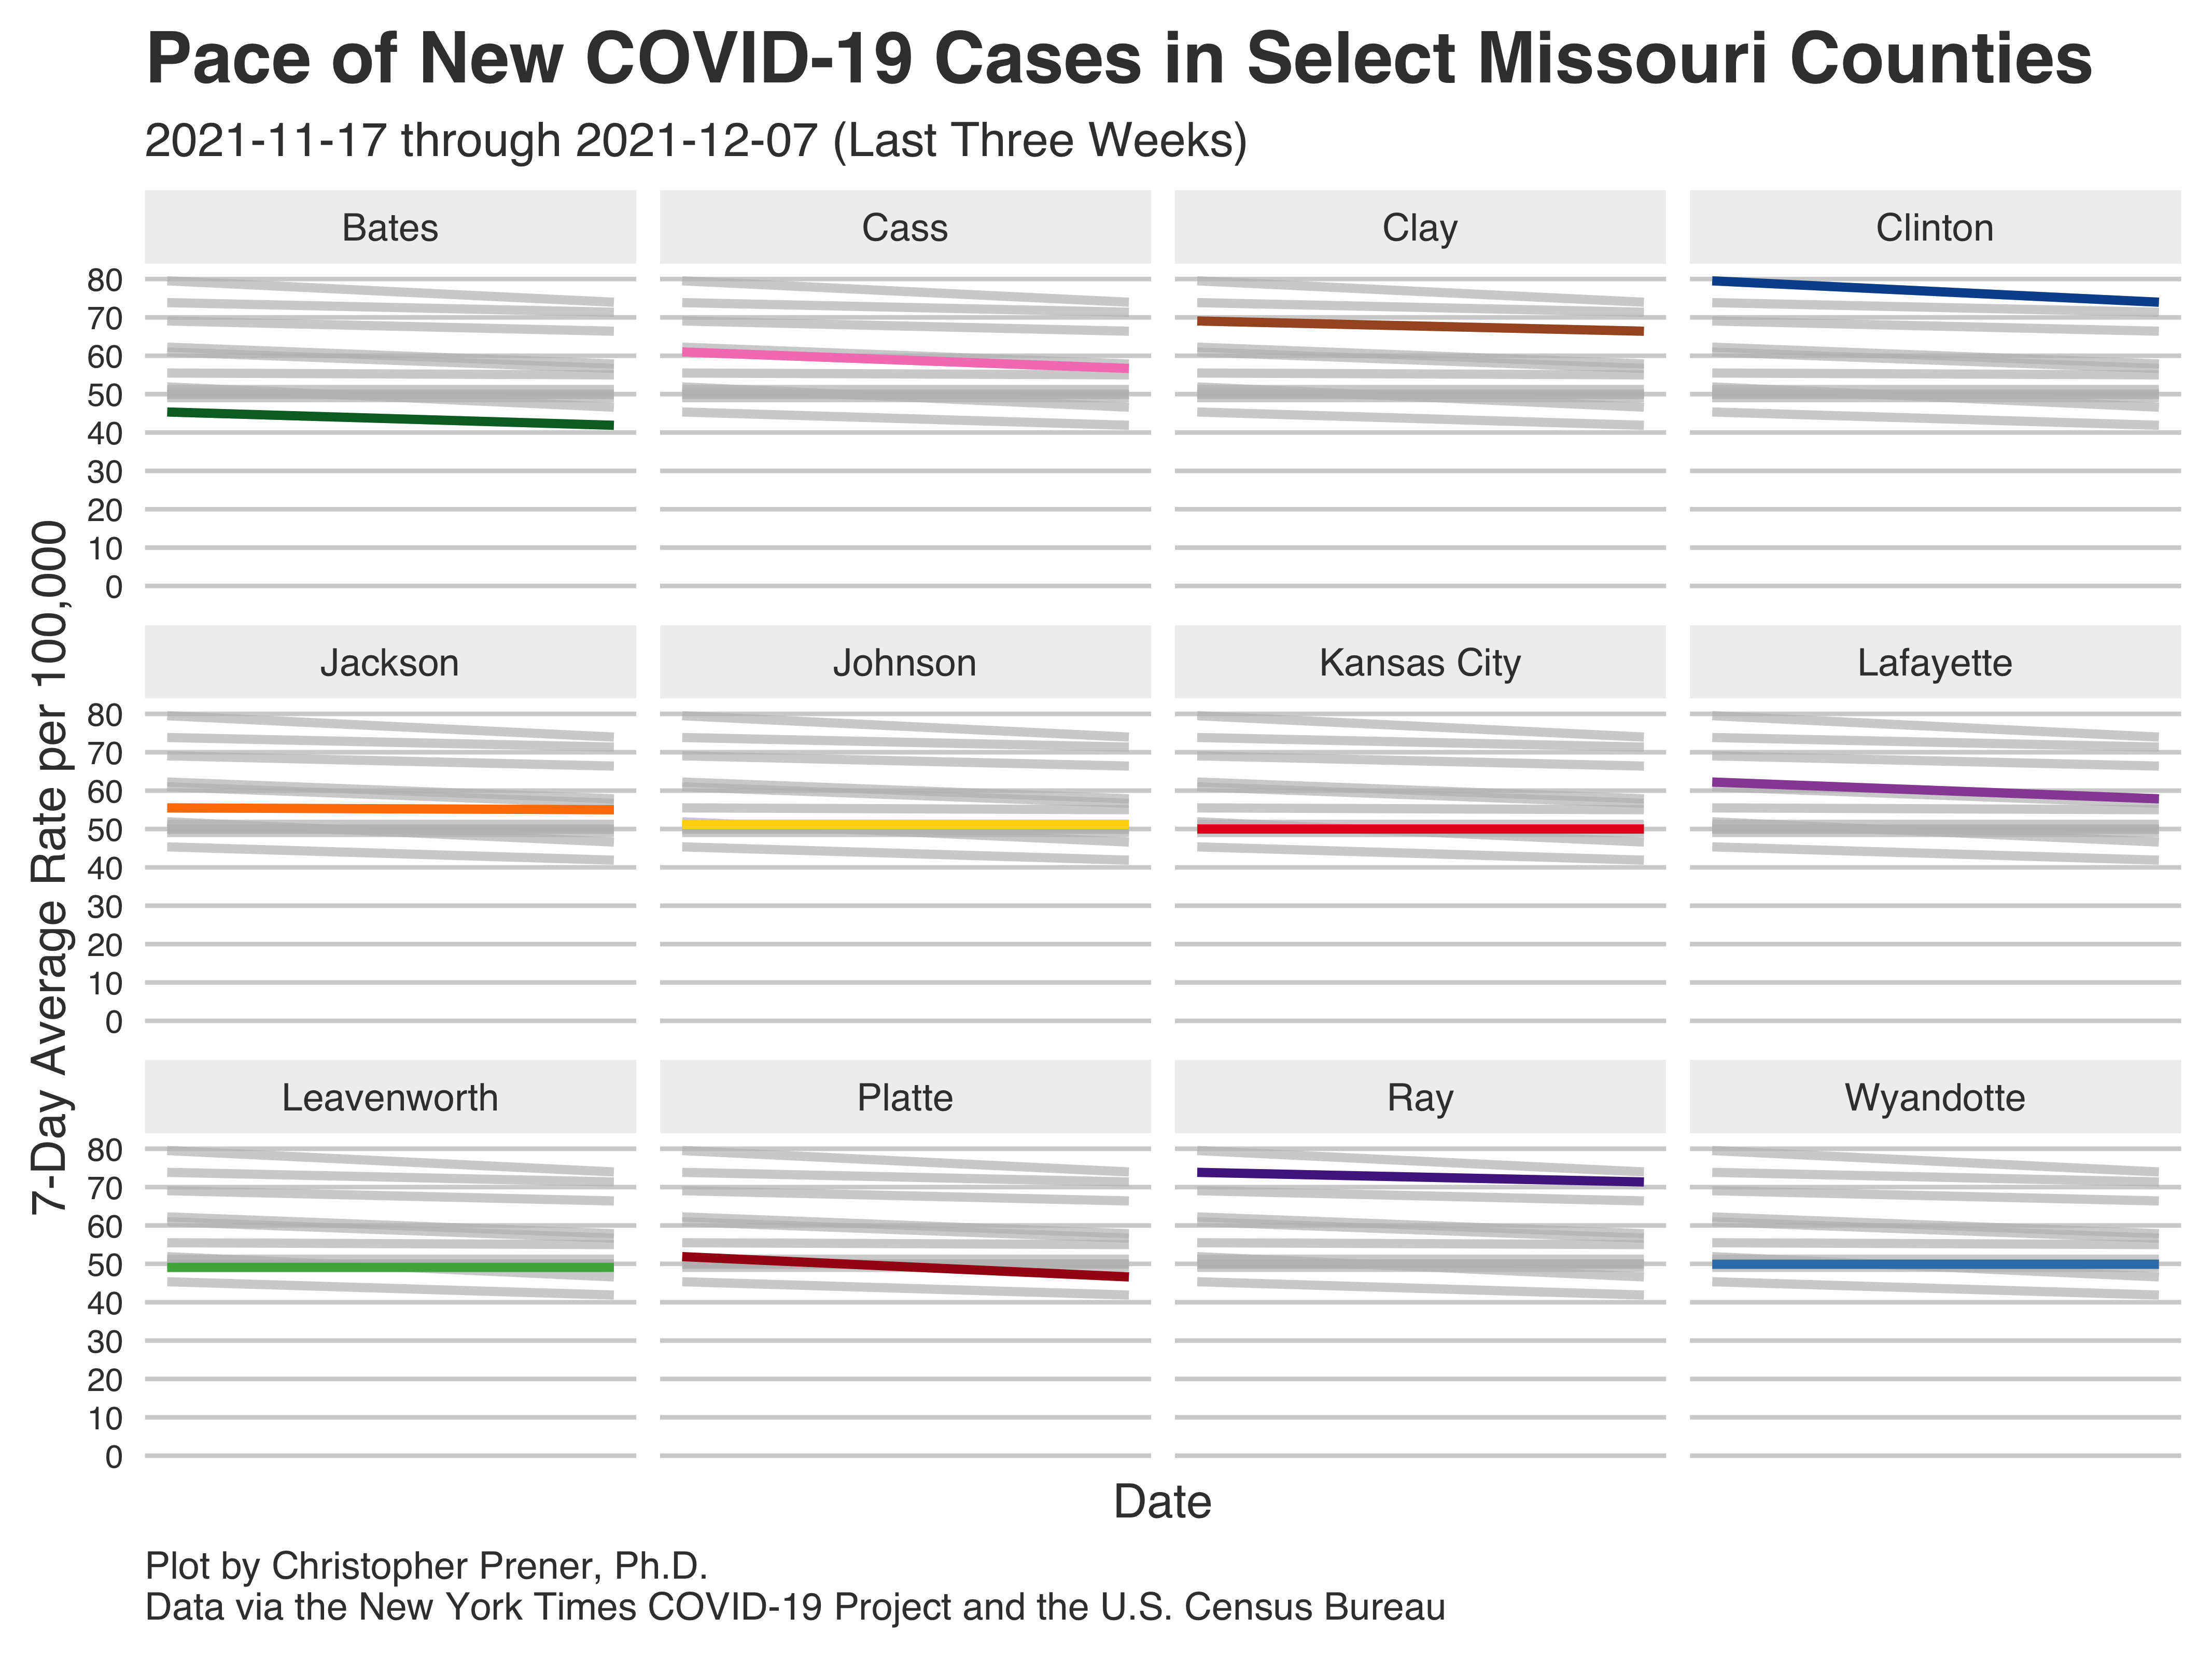 Pace of New COVID-19 Cases in Select Missouri Counties
2021-11-17 through 2021-12-07 (Last Three Weeks)
7-Day Average Rate per 100,000
Bates
Cass
Clay
Clinton
80
70
60
50
40
30
20
10
0
Jackson
Johnson
Kansas City
Lafayette
80
70
60
50
40
30
20
10
0
Leavenworth
Platte
Ray
Wyandotte
80
70
60
50
40
30
20
10
0
Date
Plot by Christopher Prener, Ph.D.
Data via the New York Times COVID-19 Project and the U.S. Census Bureau